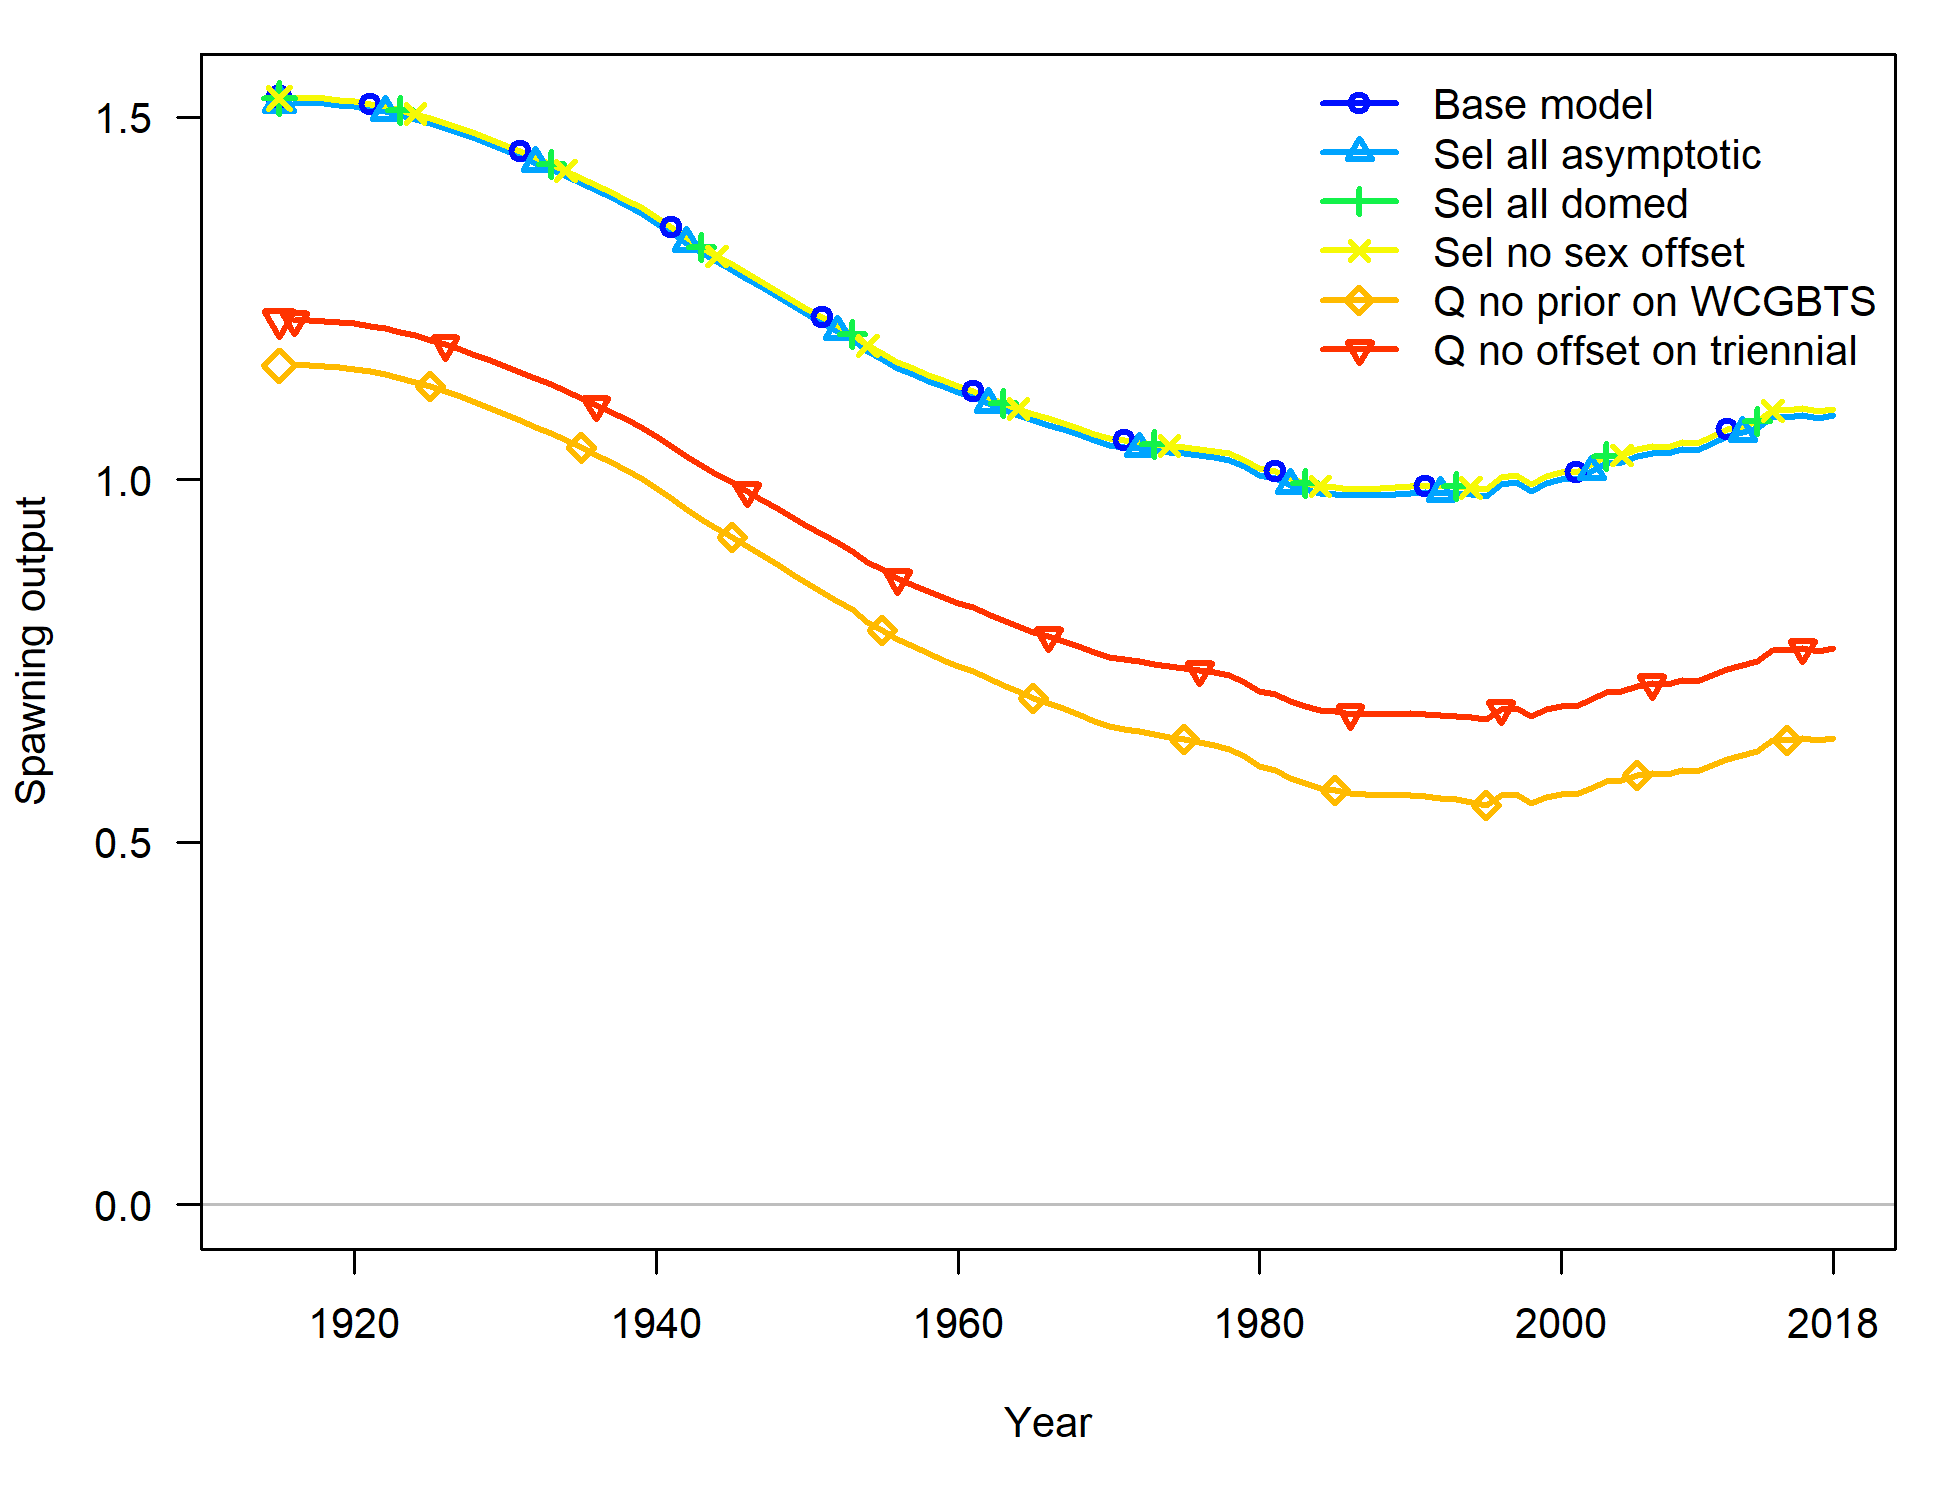 Base model
Sel all asymptotic
Sel all domed
Sel no sex offset
Q no prior on WCGBTS
Q no offset on triennial
1.5
1.0
0.5
0.0
Spawning output
1920 1940 1960 1980 2000 2018
Year